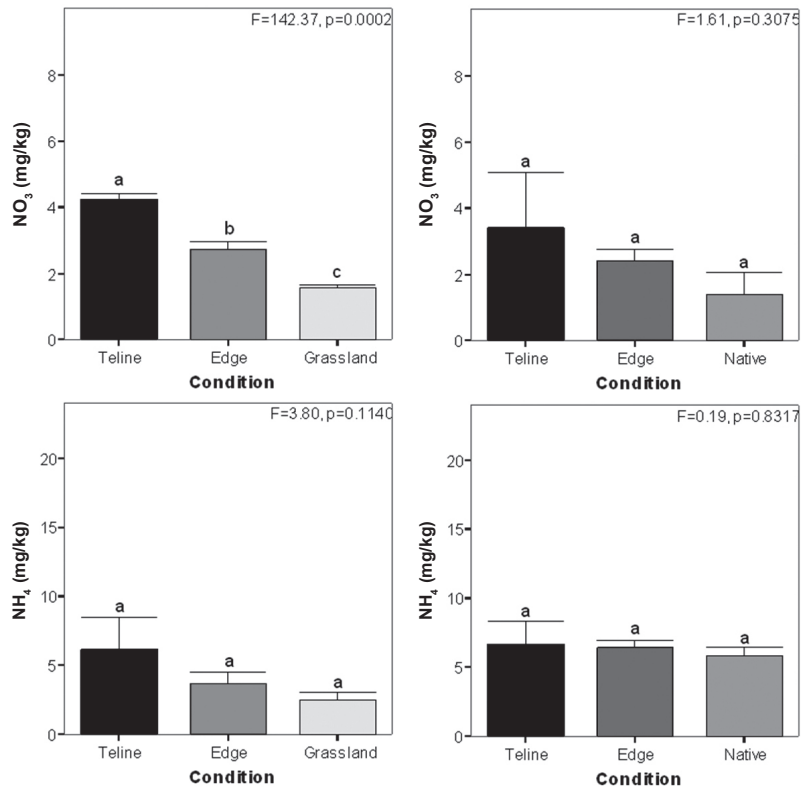 F=142.37, p=0.0002
NO3 (mg/kg)
8
6
4
2
0
a
b
c
Teline Edge Grassland
Condition
F=1.61, p=0.3075
NO3 (mg/kg)
8
6
4
2
0
a
a
a
Teline Edge Native
Condition
F=3.80, p=0.1140
NH4 (mg/kg)
20
15
10
5
0
a
a
a
Teline Edge Grassland
Condition
F=0.19, p=0.8317
NH4 (mg/kg)
20
15
10
5
0
a
a
a
Teline Edge Native
Condition